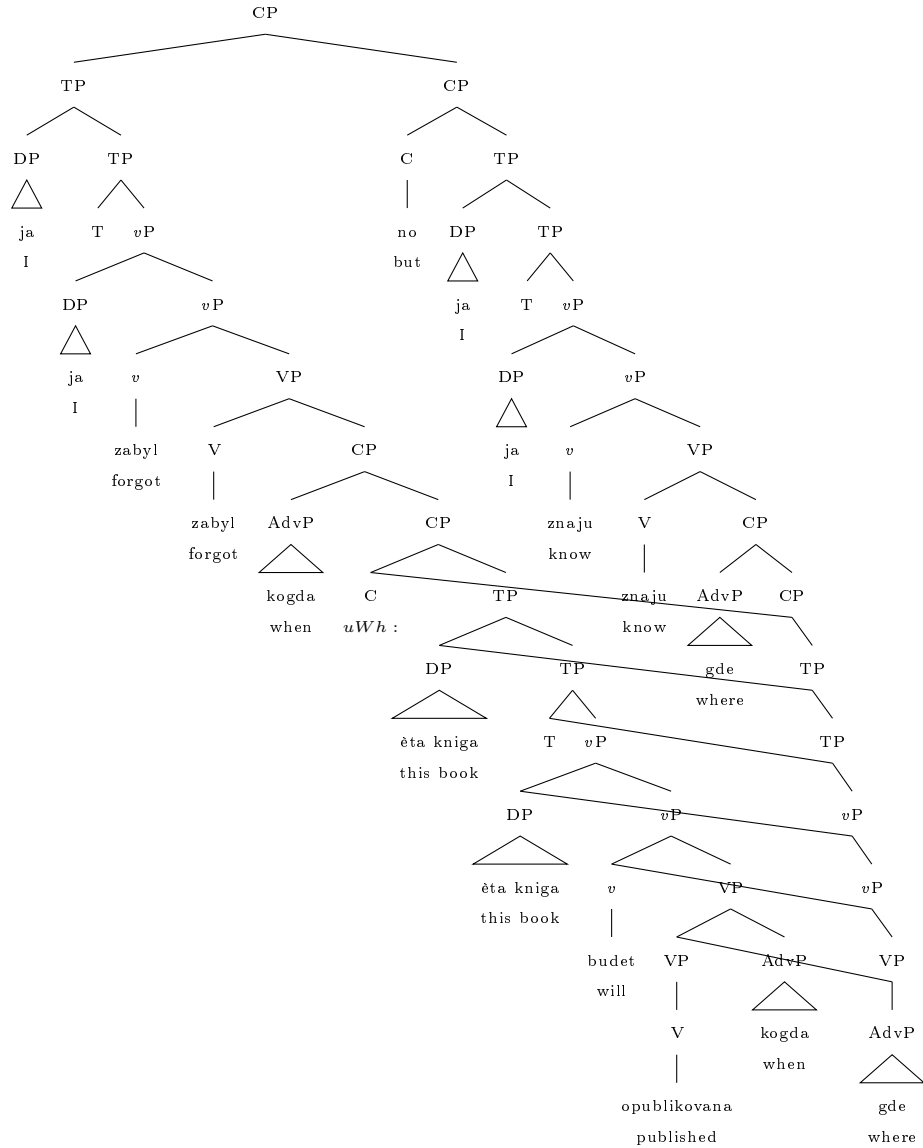 CP
TP CP
DP TP C TP
ja T vP no DP TP
I but
DP vP ja T vP
I
ja v VP DP vP
I
zabyl V CP ja v VP
forgot I
zabyl AdvP CP znaju V CP
forgot know
kogda C TP znaju AdvP CP
when uWh : know
DP TP gde TP
where
èta kniga T vP TP
this book
DP vP vP
èta kniga v VP vP
this book
budet VP AdvP VP
will
V kogda AdvP
when
opublikovana gde
published where